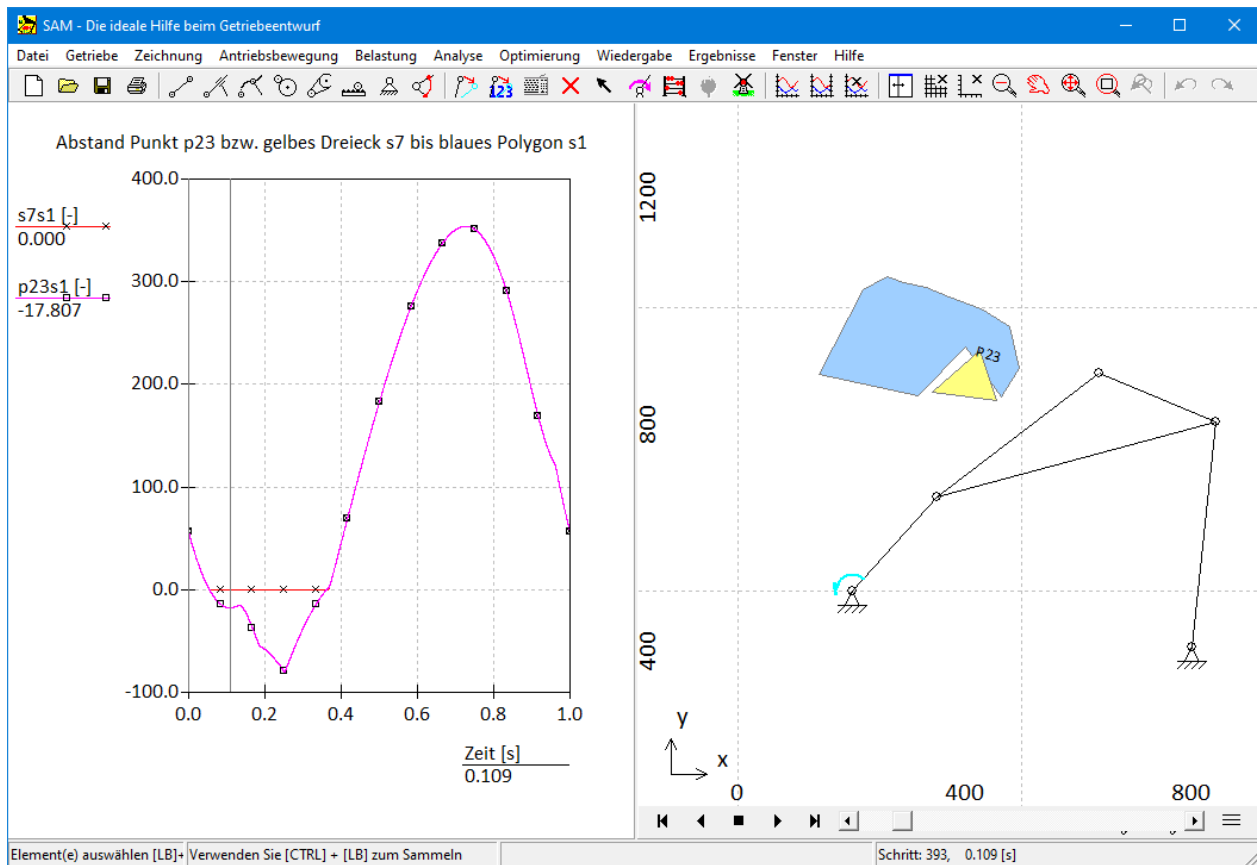 SAM - Die ideale Hilfe beim Getriebeentwurf
Datei Getriebe Zeichnung Antriebsbewegung Belastung Analyse Optimierung Wiedergabe Ergebnisse Fenster Hilfe
123
Abstand Punkt p23 bzw. gelbes Dreieck s7 bis blaues Polygon s1
s7s1 [-]
0.000
p23s1 [-]
-17.807
400.0
300.0
200.0
100.0
0.0
-100.0
0.0 0.2 0.4 0.6 0.8 1.0
Zeit [s]
0.109
1200
800
400
P23
y
x
0 400 800
Element(e) auswählen [LB]+
Verwenden Sie [CTRL] + [LB] zum Sammeln
Schritt: 393, 0.109 [s]